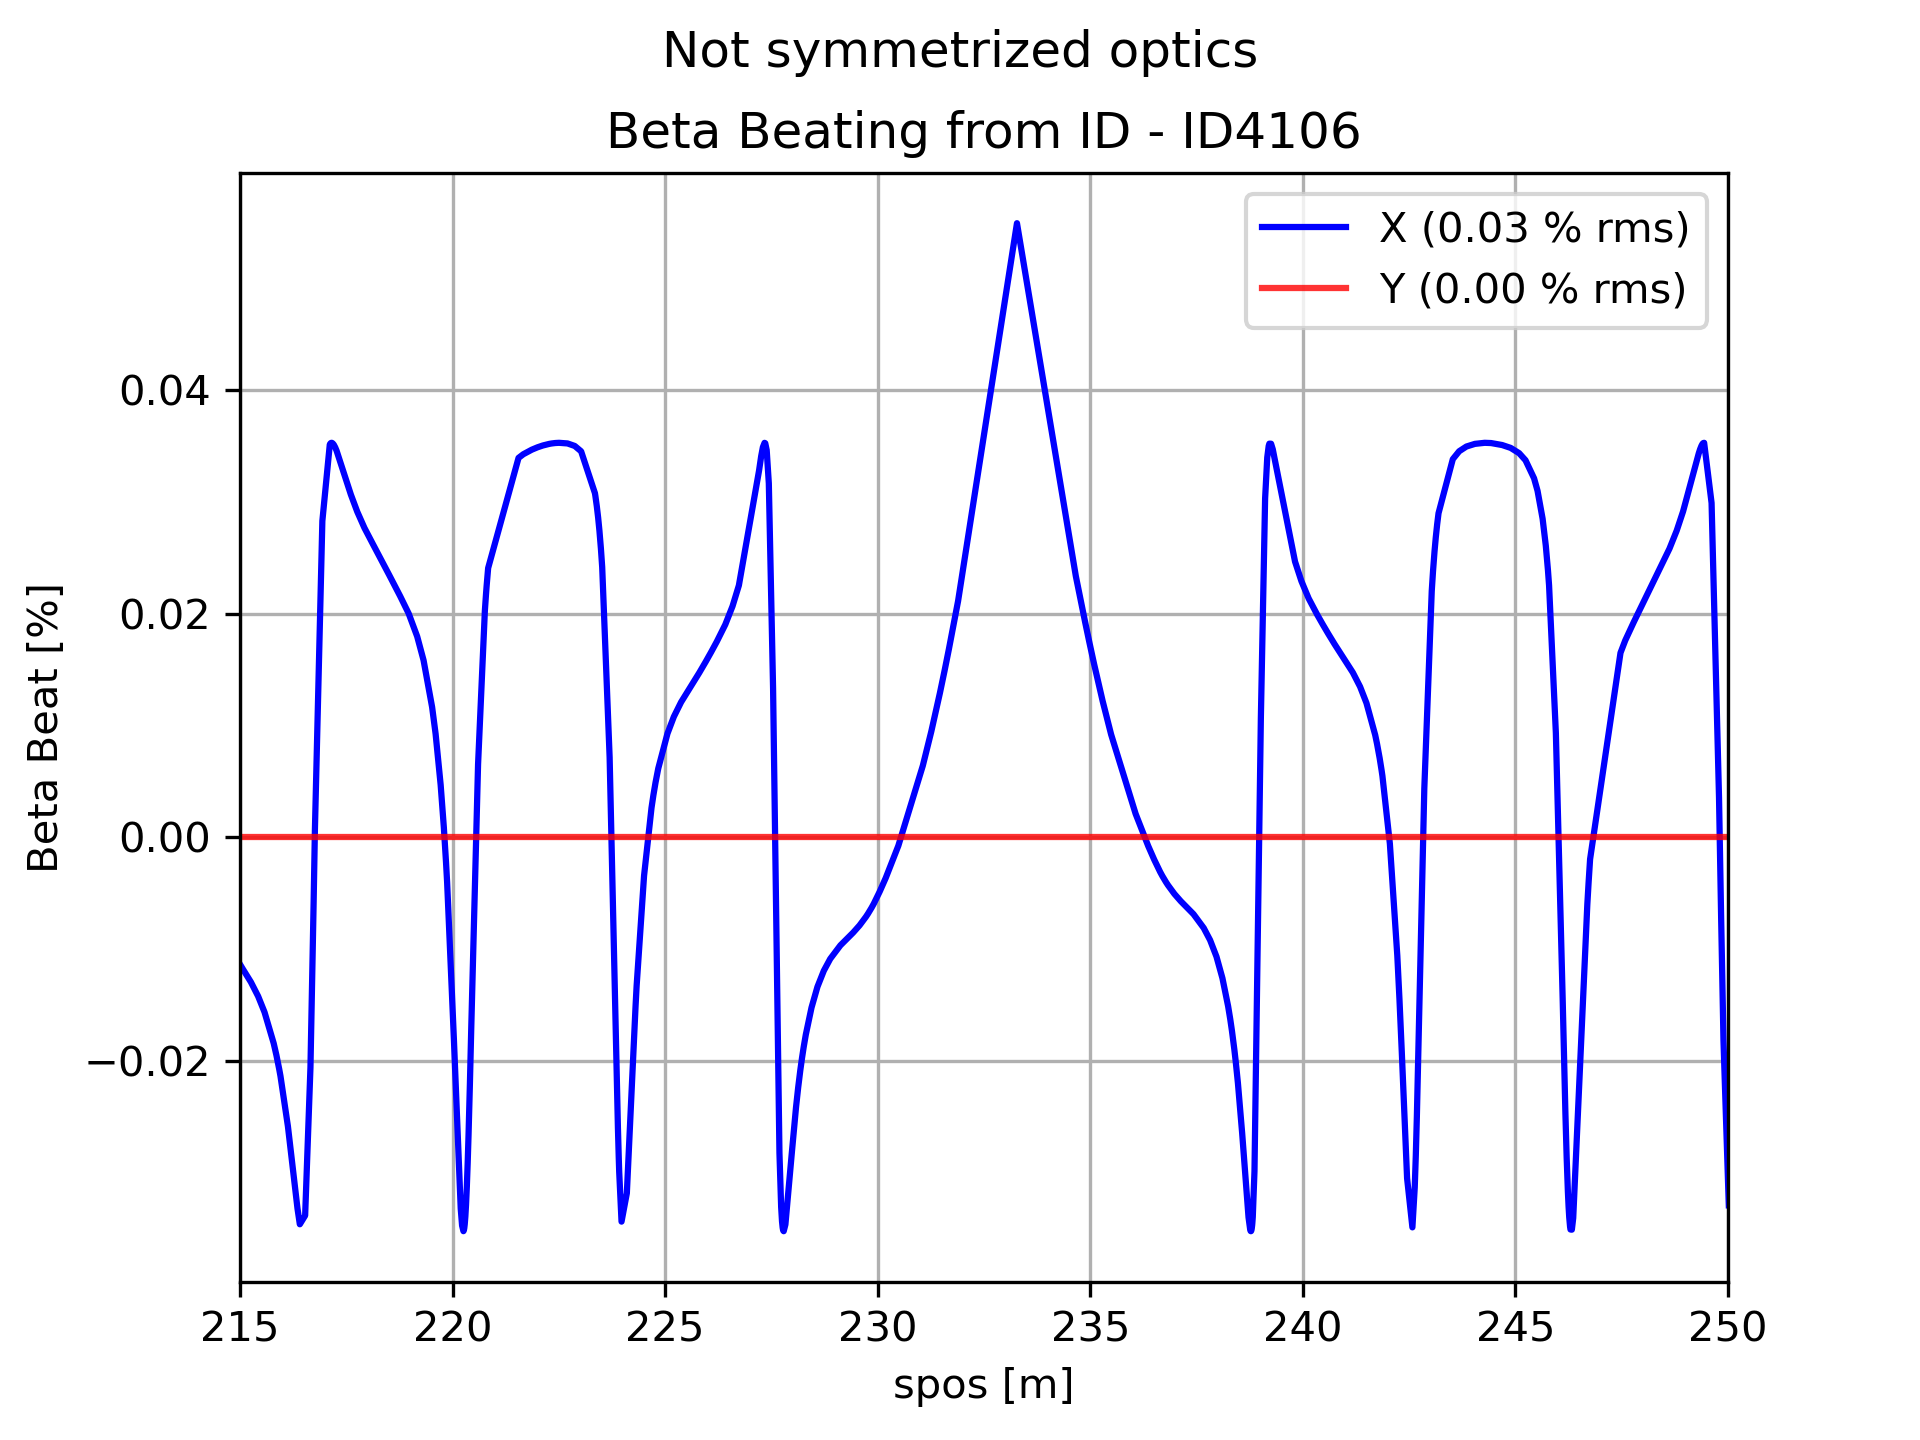 Not symmetrized optics
Beta Beating from ID - ID4106
X (0.03 % rms)
Y (0.00 % rms)
Beta Beat [%]
0.04
0.02
0.00
−0.02
215 220 225 230 235 240 245 250
spos [m]